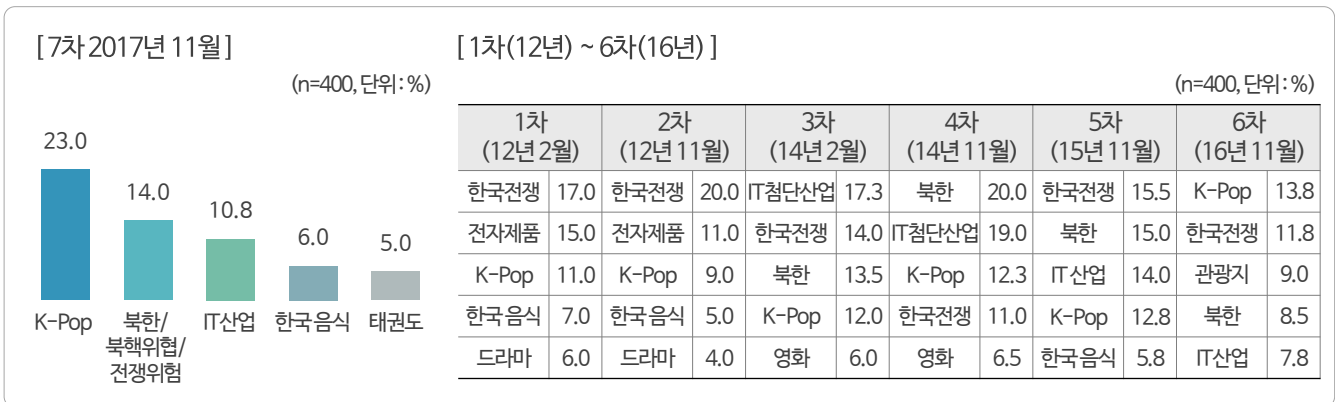 [ 7차 2017년 11월 ]
(n=400, 단위 : %)
23.0
14.0
10.8
6.0
5.0
K-Pop 북한/ IT산업 한국 음식 태권도
북핵위협/
전쟁위험
[ 1차(12년) ~ 6차(16년) ]
(n=400, 단위 : %)
1차 2차 3차 4차 5차 6차
(12년 2월) (12년 11월) (14년 2월) (14년 11월) (15년 11월) (16년 11월)
한국전쟁 17.0 한국전쟁 20.0 IT첨단산업 17.3 북한 20.0 한국전쟁 15.5 K-Pop 13.8
전자제품 15.0 전자제품 11.0 한국전쟁 14.0 IT첨단산업 19.0 북한 15.0 한국전쟁 11.8
K-Pop 11.0 K-Pop 9.0 북한 13.5 K-Pop 12.3 IT 산업 14.0 관광지 9.0
한국 음식 7.0 한국 음식 5.0 K-Pop 12.0 한국전쟁 11.0 K-Pop 12.8 북한 8.5
드라마 6.0 드라마 4.0 영화 6.0 영화 6.5 한국 음식 5.8 IT산업 7.8